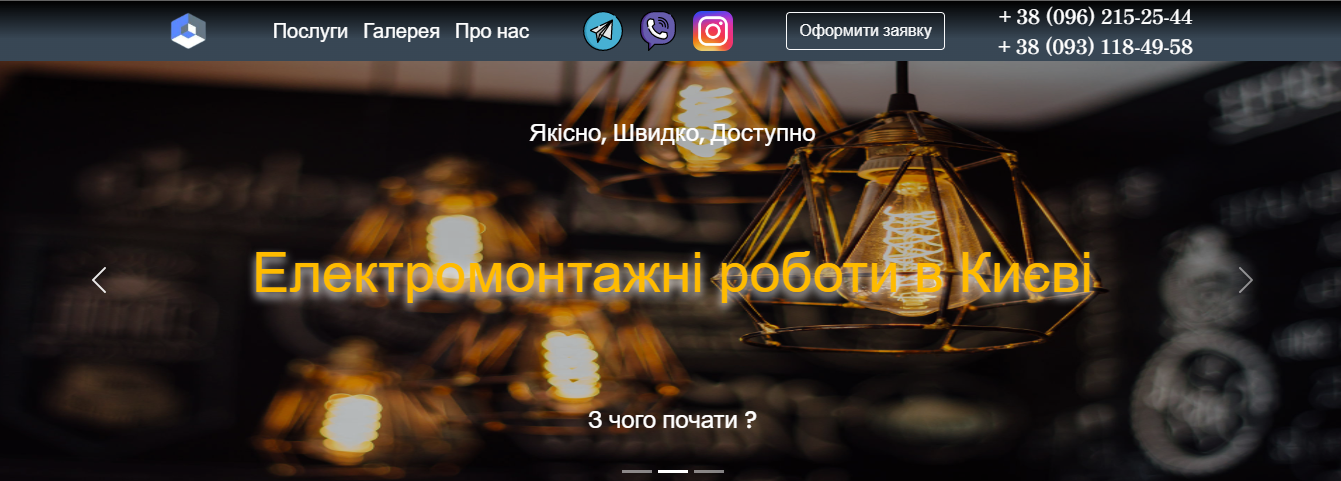 Послуги Галерея Про нас Оформити заявку
+ 38 (096) 215-25-44
+ 38 (093) 118-49-58
Якісно, Швидко, Доступно
Електромонтажні роботи в Києві
З чого почати ?